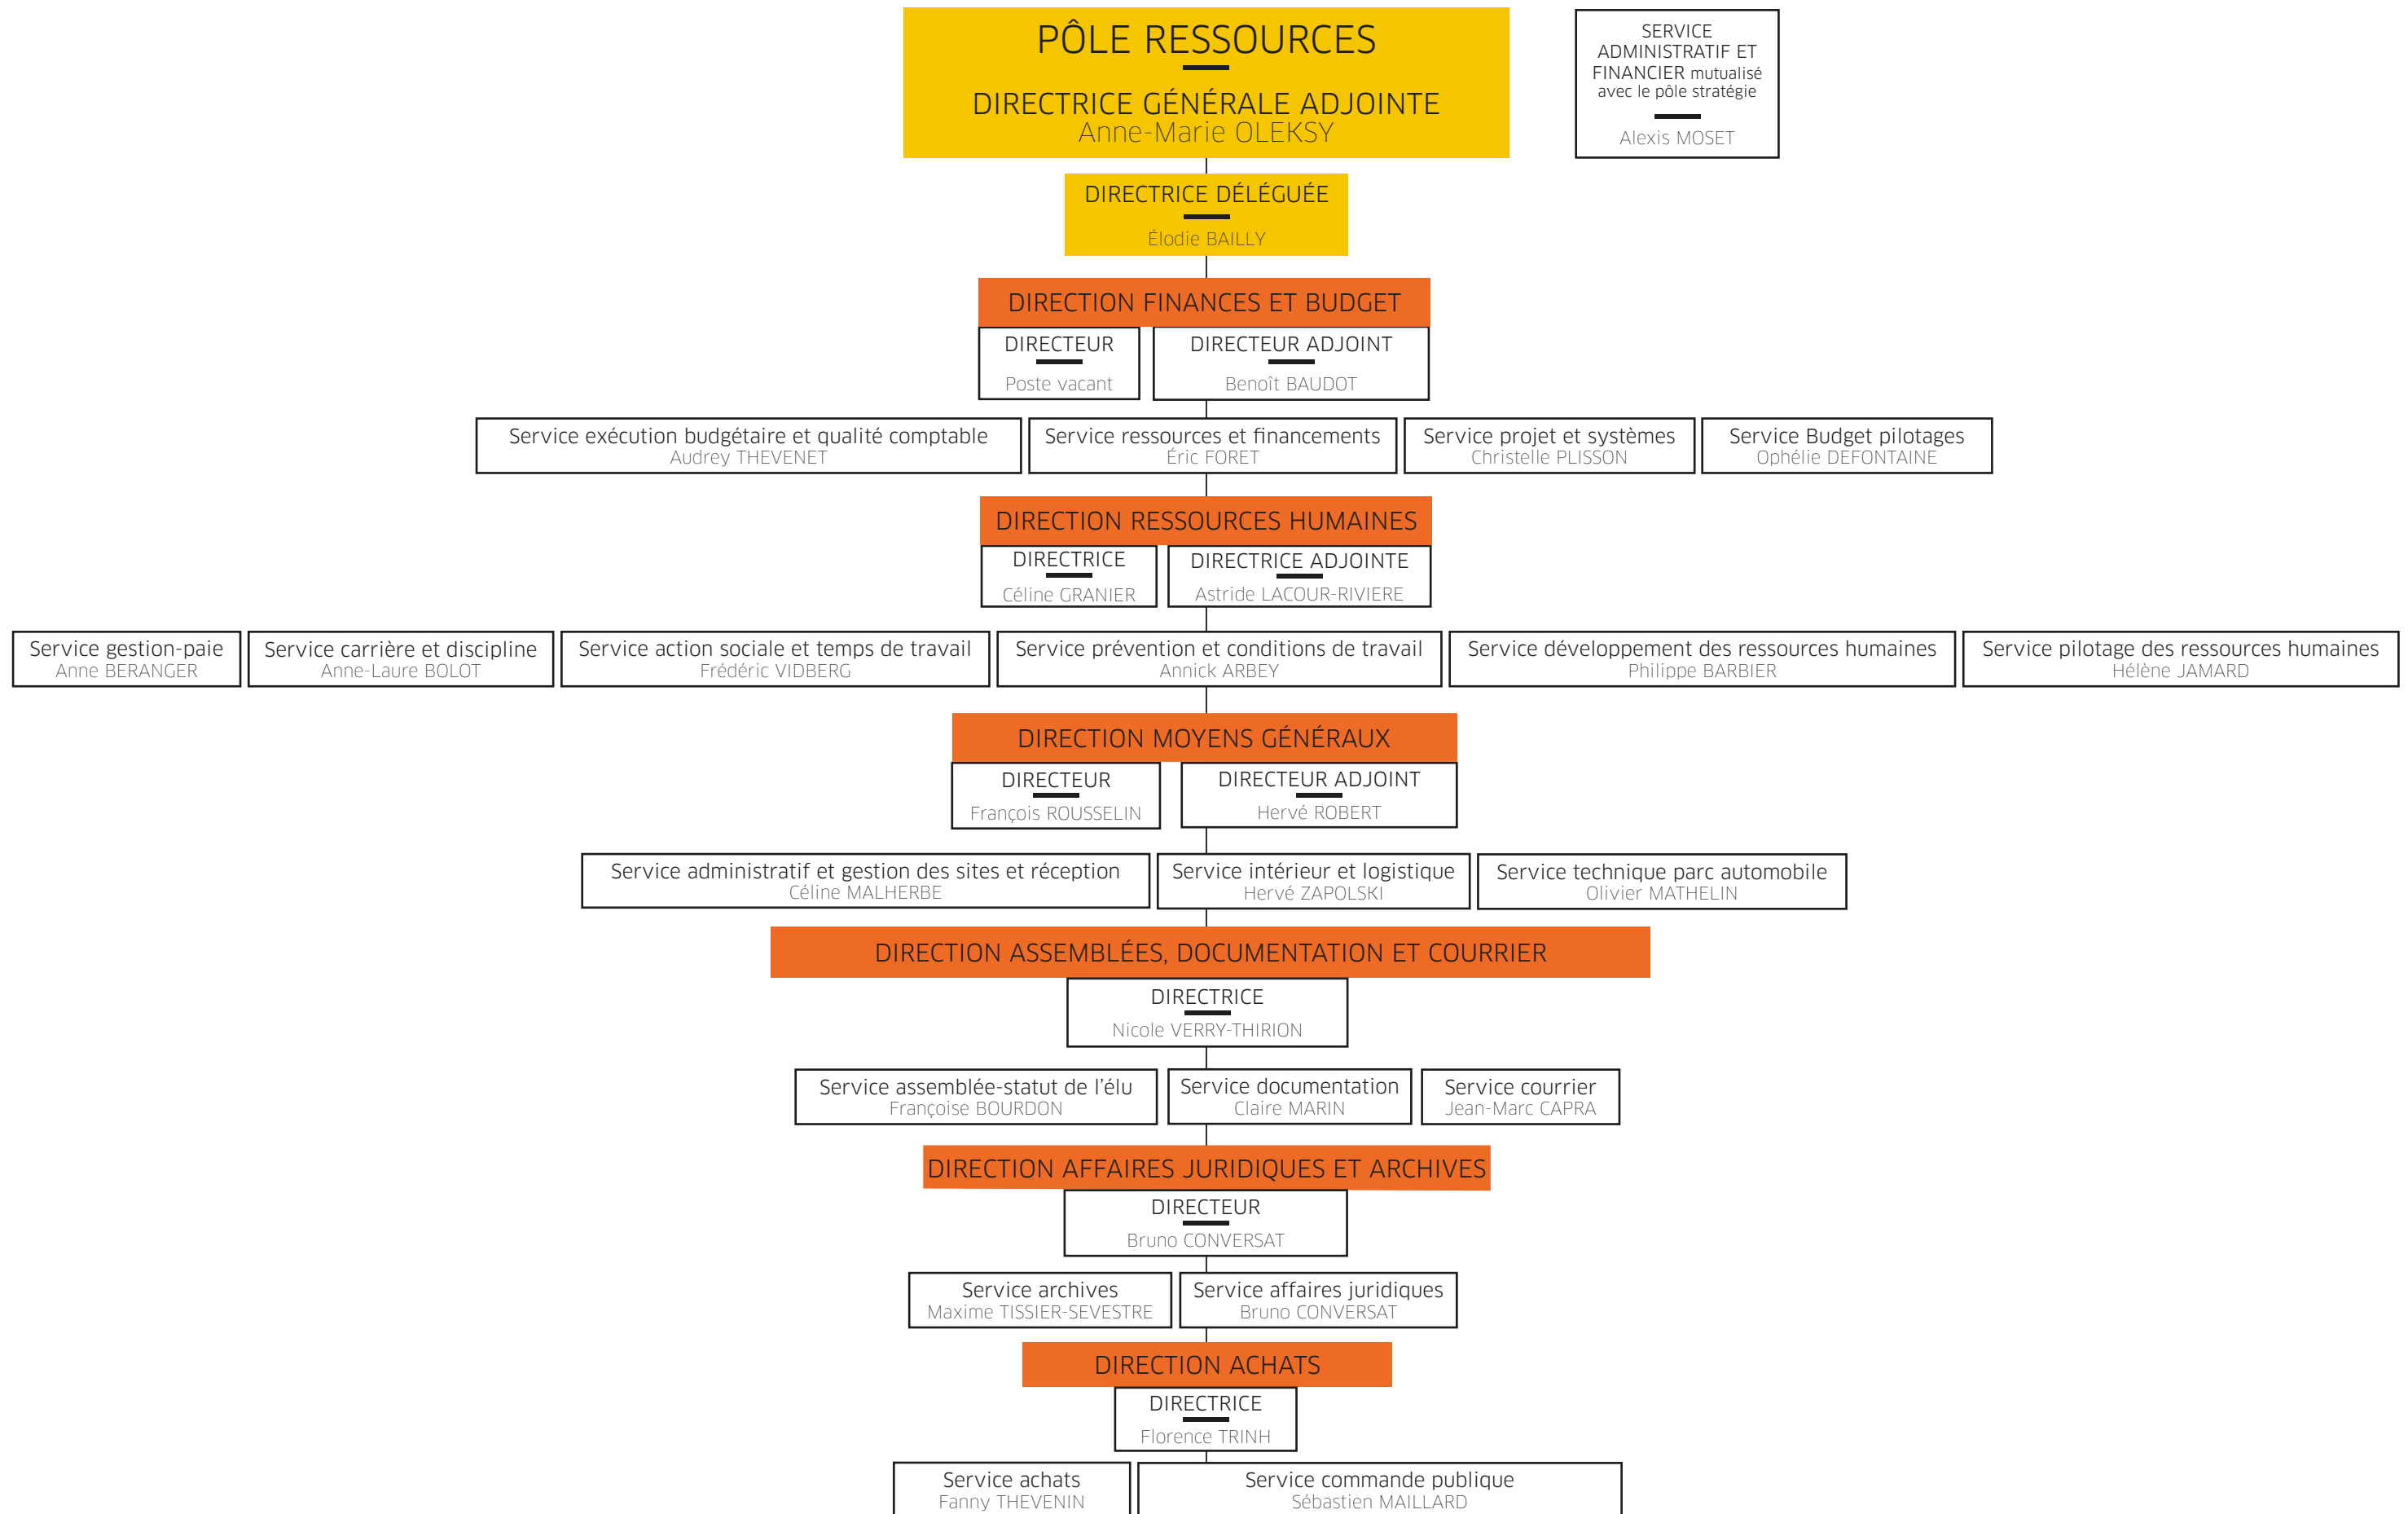 PÔLE RESSOURCES
DIRECTRICE GÉNÉRALE ADJOINTE
Anne-Marie OLEKSY
SERVICE
ADMINISTRATIF ET
FINANCIER mutualisé
avec le pôle stratégie
Alexis MOSET
DIRECTRICE DÉLÉGUÉE
Élodie BAILLY
DIRECTION FINANCES ET BUDGET
DIRECTEUR
Poste vacant
DIRECTEUR ADJOINT
Benoît BAUDOT
Service exécution budgétaire et qualité comptable
Audrey THEVENET
Service ressources et financements
Éric FORET
Service projet et systèmes
Christelle PLISSON
Service Budget pilotages
Ophélie DEFONTAINE
DIRECTION RESSOURCES HUMAINES
DIRECTRICE
Céline GRANIER
DIRECTRICE ADJOINTE
Astride LACOUR-RIVIERE
Service gestion-paie
Anne BERANGER
Service carrière et discipline
Anne-Laure BOLOT
Service action sociale et temps de travail
Frédéric VIDBERG
Service prévention et conditions de travail
Annick ARBEY
Service développement des ressources humaines
Philippe BARBIER
Service pilotage des ressources humaines
Hélène JAMARD
DIRECTION MOYENS GÉNÉRAUX
DIRECTEUR
François ROUSSELIN
DIRECTEUR ADJOINT
Hervé ROBERT
Service administratif et gestion des sites et réception
Céline MALHERBE
Service intérieur et logistique
Hervé ZAPOLSKI
Service technique parc automobile
Olivier MATHELIN
DIRECTION ASSEMBLÉES, DOCUMENTATION ET COURRIER
DIRECTRICE
Nicole VERRY-THIRION
Service assemblée-statut de l'élu
Françoise BOURDON
Service documentation
Claire MARIN
Service courrier
Jean-Marc CAPRA
DIRECTION AFFAIRES JURIDIQUES ET ARCHIVES
DIRECTEUR
Bruno CONVERSAT
Service archives
Maxime TISSIER-SEVESTRE
Service affaires juridiques
Bruno CONVERSAT
DIRECTION ACHATS
DIRECTRICE
Florence TRINH
Service achats
Fanny THEVENIN
Service commande publique
Sébastien MAILLARD